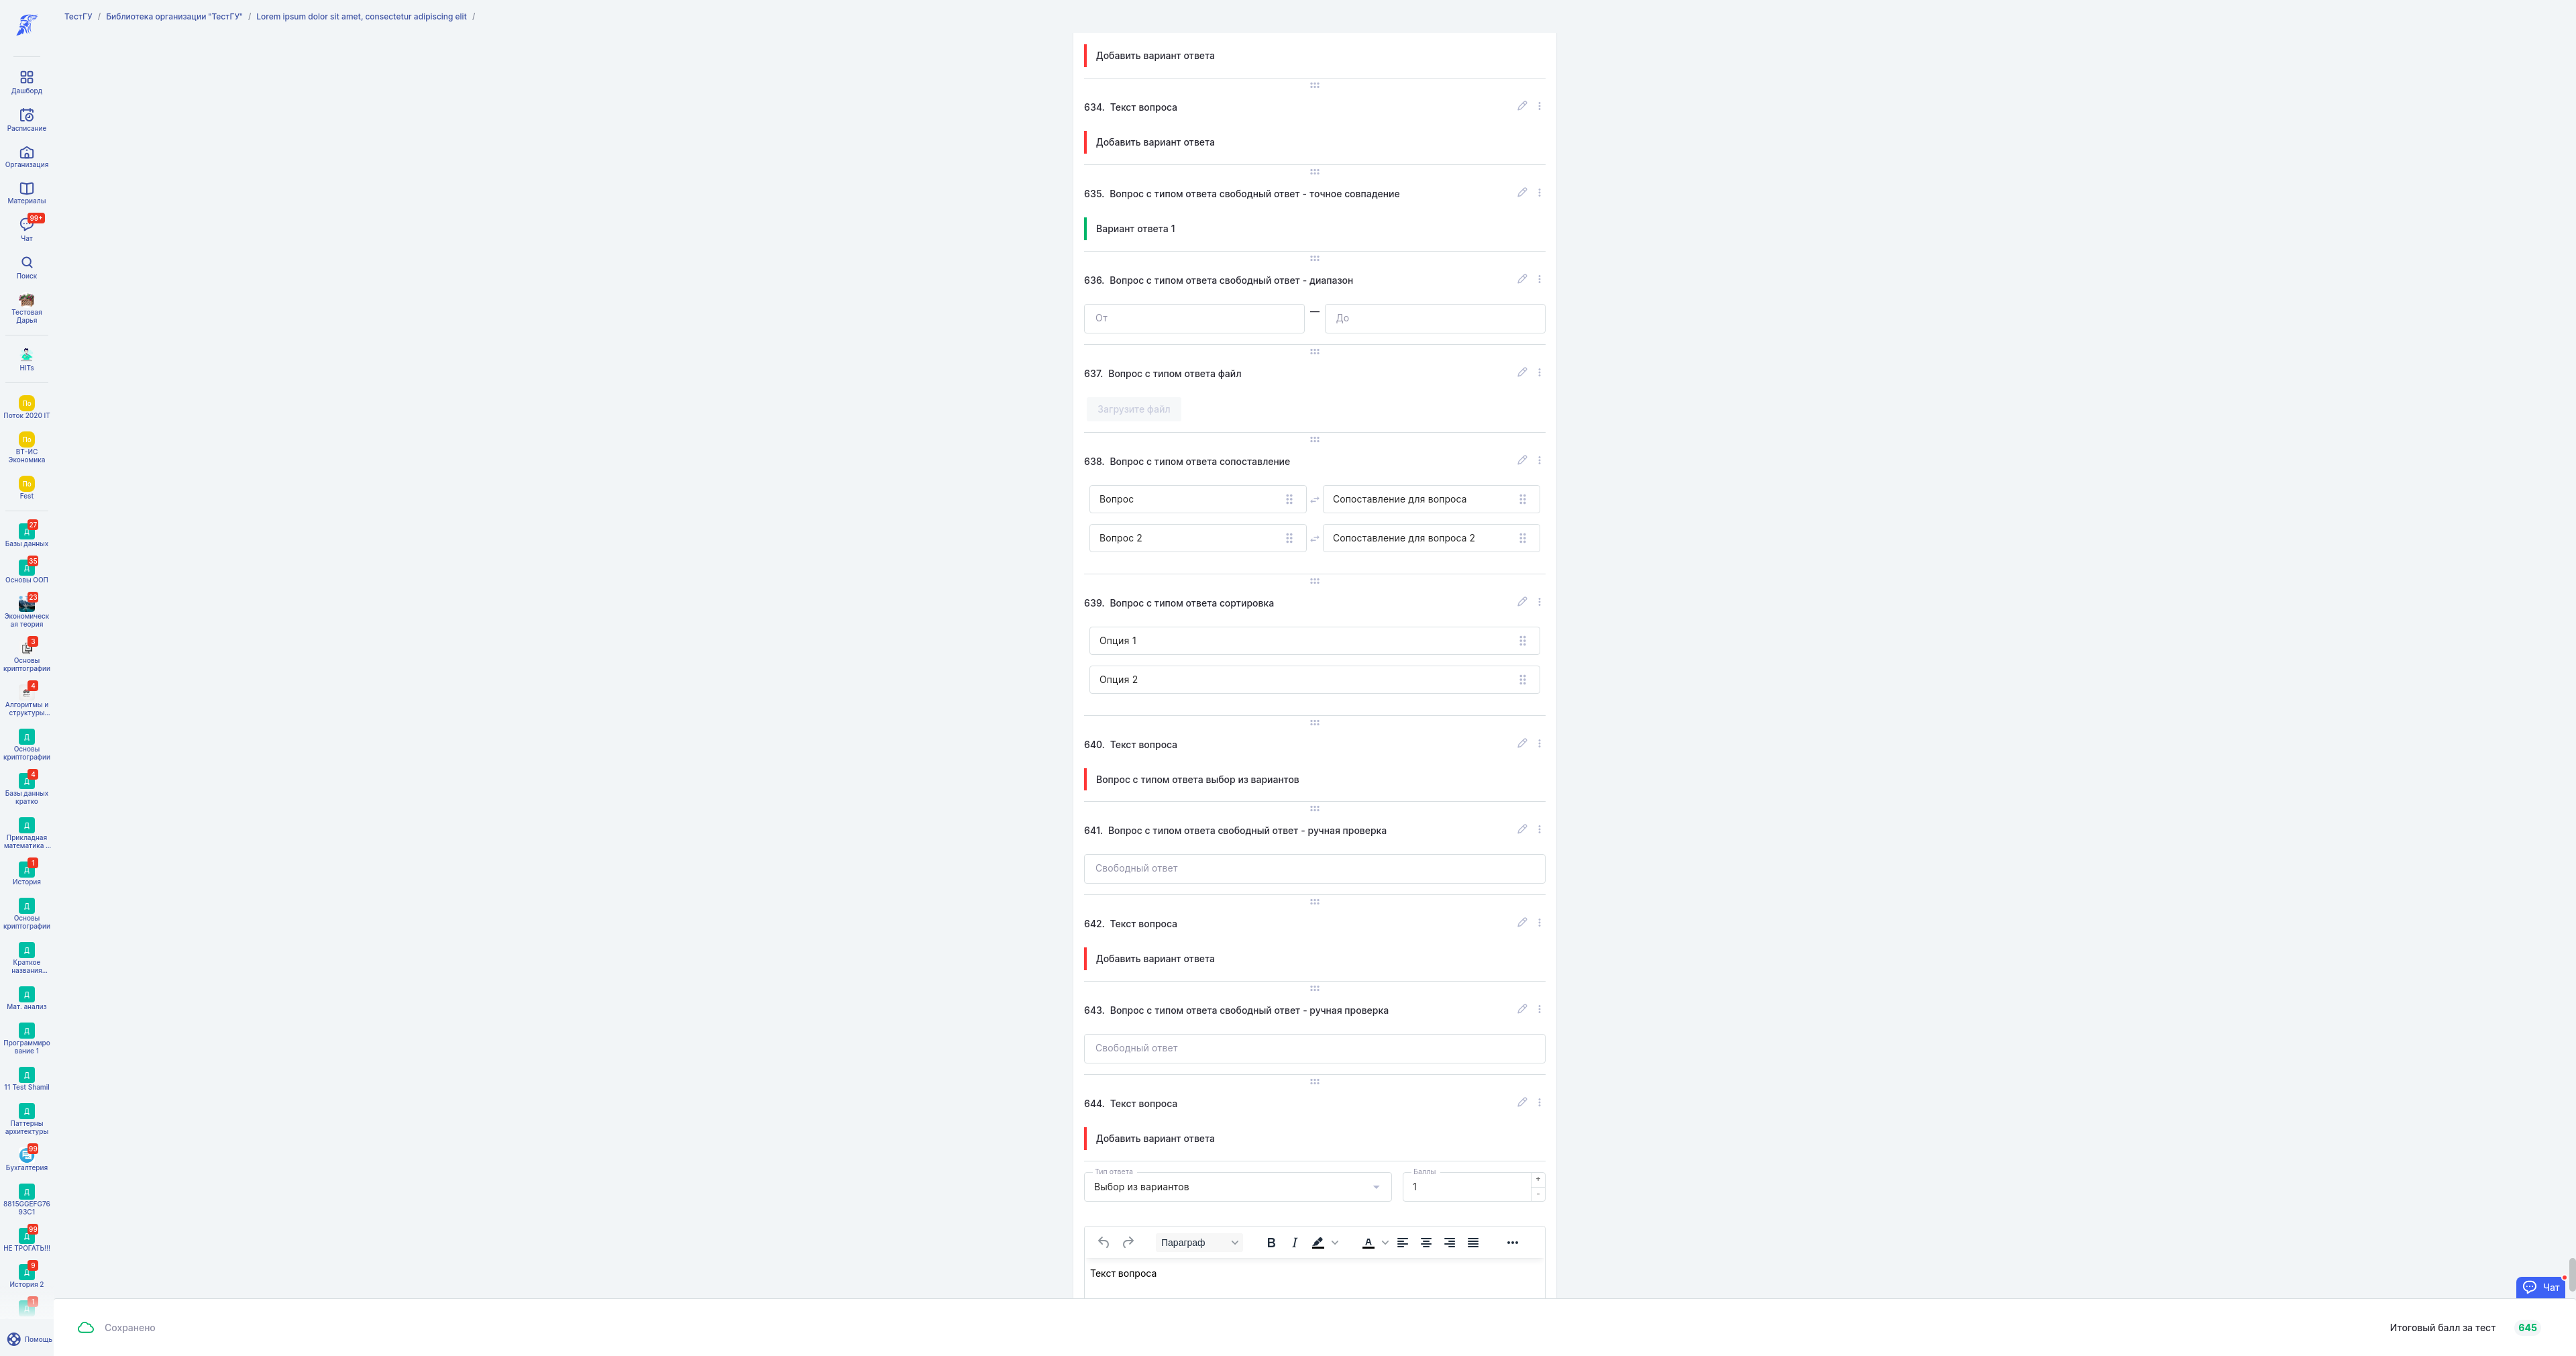 ТестГУ / Библиотека организации "ТестГУ" / Lorem ipsum dolor sit amet, consectetur adipiscing elit /
Дашборд
Расписание
Организация
Материалы
99+
Чат
Поиск
Тестовая
Дарья
HITs
По
Поток 2020 IT
По
ВТ-ИС
Экономика
По
Fest
27
Д
Базы данных
35
Д
Основы ООП
23
Экономическ
ая теория
3
Основы
криптографии
4
Алгоритмы и
структуры...
Д
Основы
криптографии
4
Д
Базы данных
кратко
Д
Прикладная
математика ...
1
Д
История
Д
Основы
криптографии
Д
Краткое
названия...
Д
Мат. анализ
Д
Программиро
вание 1
Д
11 Test Shamil
Д
Паттерны
архитектуры
99
Бухгалтерия
Д
8815GGEFG76
93C1
99
Д
НЕ ТРОГАТЬ!!!
9
Д
История 2
1
Д
Помощь
Добавить вариант ответа
634. Текст вопроса
Добавить вариант ответа
635. Вопрос с типом ответа свободный ответ - точное совпадение
Вариант ответа 1
636. Вопрос с типом ответа свободный ответ - диапазон
От — До
637. Вопрос с типом ответа файл
Загрузите файл
638. Вопрос с типом ответа сопоставление
Вопрос Сопоставление для вопроса
Вопрос 2 Сопоставление для вопроса 2
639. Вопрос с типом ответа сортировка
Опция 1
Опция 2
640. Текст вопроса
Вопрос с типом ответа выбор из вариантов
641. Вопрос с типом ответа свободный ответ - ручная проверка
Свободный ответ
642. Текст вопроса
Добавить вариант ответа
643. Вопрос с типом ответа свободный ответ - ручная проверка
Свободный ответ
644. Текст вопроса
Добавить вариант ответа
Тип ответа Баллы
Выбор из вариантов 1 + -
Параграф B I A
Текст вопроса
Чат
Сохранено
Итоговый балл за тест 645